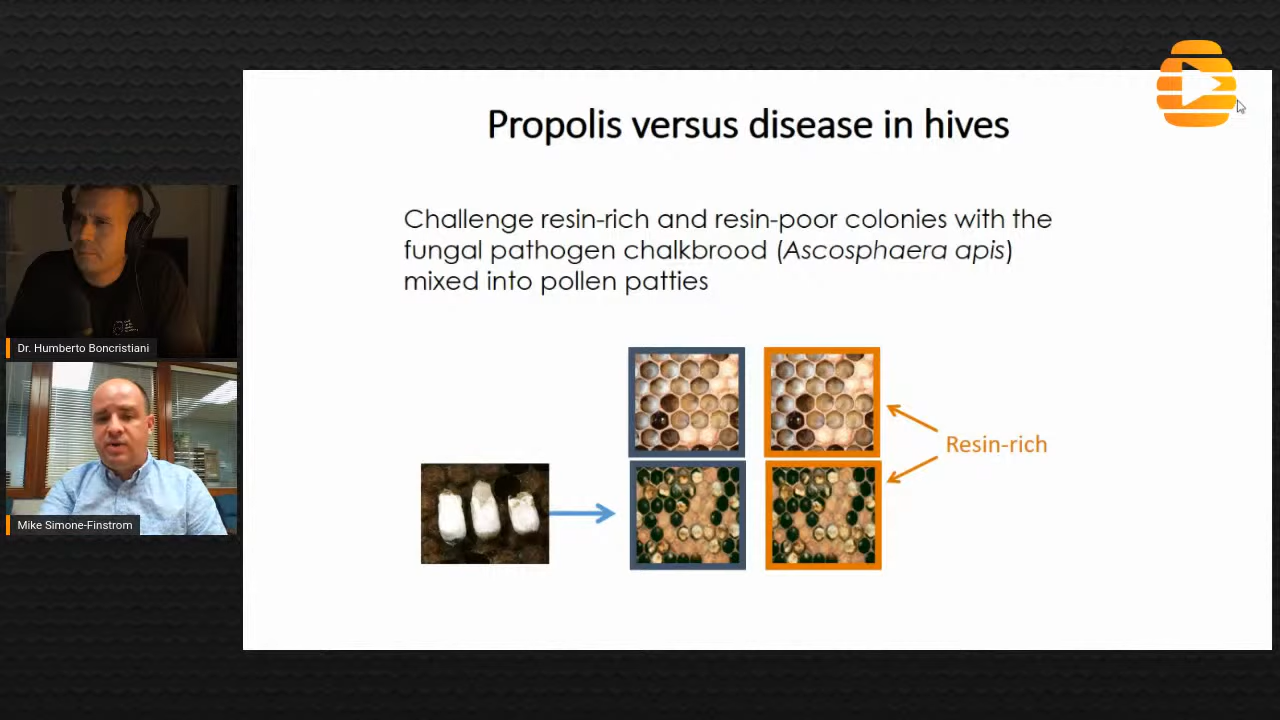 Propolis versus disease in hives
Challenge resin-rich and resin-poor colonies with the
fungal pathogen chalkbrood (Ascosphaera apis)
mixed into pollen patties
Resin-rich
Dr. Humberto Boncristiani
Mike Simone-Finstrom